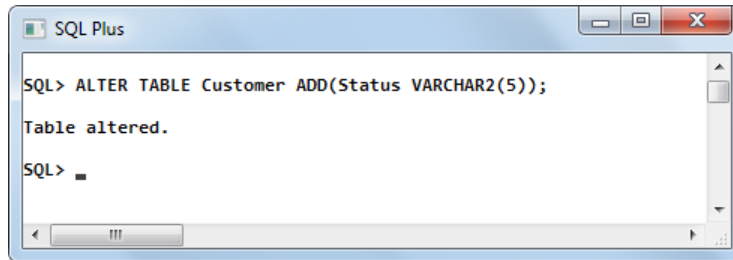 SQL Plus
SQL> ALTER TABLE Customer ADD(Status VARCHAR2(5));
Table altered.
SQL> _